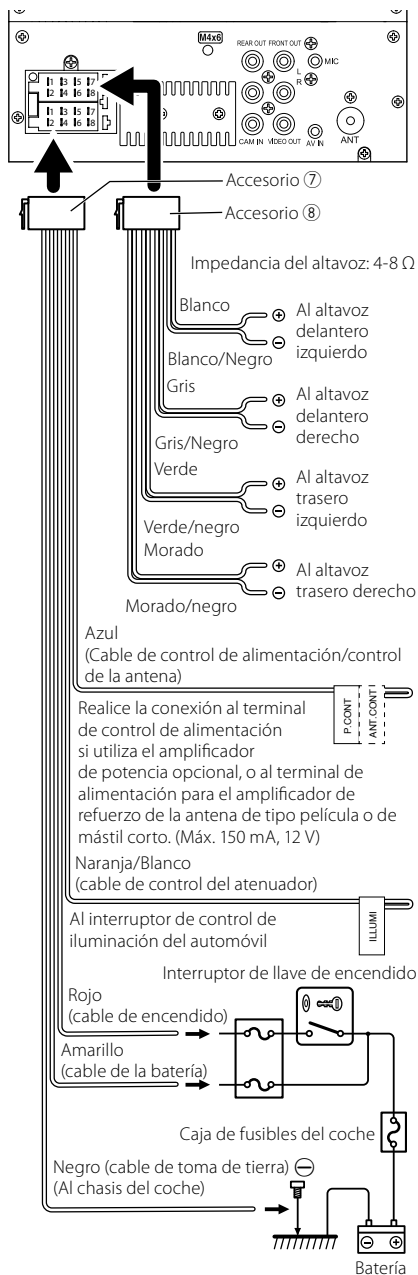 M4x6
REAR OUT FRONT OUT
MIC
L
R
1 3 5 7
2 4 6 8
1 3 5 7
2 4 6 8
CAM IN VIDEO OUT AV IN
ANT
Accesorio ⑦
Accesorio ⑧
Impedancia del altavoz: 4-8 Ω
Blanco
⊕ Al altavoz
delantero
⊖ izquierdo
Blanco/Negro
Gris
⊕ Al altavoz
delantero
⊖ derecho
Gris/Negro
Verde
⊕ Al altavoz
trasero
⊖ izquierdo
Verde/negro
Morado
⊕ Al altavoz
⊖ trasero derecho
Morado/negro
Azul
(Cable de control de alimentación/control
de la antena)
P.CONT
ANT.CONT
Realice la conexión al terminal
de control de alimentación
si utiliza el amplificador
de potencia opcional, o al terminal de
alimentación para el amplificador de
refuerzo de la antena de tipo película o de
mástil corto. (Máx. 150 mA, 12 V)
Naranja/Blanco
(cable de control del atenuador)
ILLUMI
Al interruptor de control de
iluminación del automóvil
Interruptor de llave de encendido
Rojo
(cable de encendido)
Amarillo
(cable de la batería)
Caja de fusibles del coche
Negro (cable de toma de tierra) ⊖
(Al chasis del coche)
⊖ ⊕
Batería